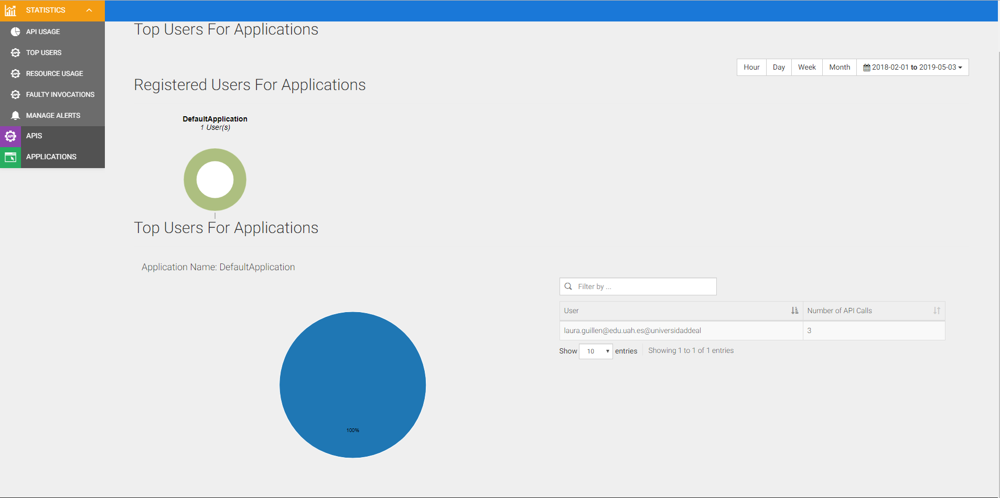 STATISTICS
API USAGE
TOP USERS
RESOURCE USAGE
FAULTY INVOCATIONS
MANAGE ALERTS
API APIS
APPLICATIONS
Top Users For Applications
Hour Day Week Month 2018-02-01 to 2019-05-03
Registered Users For Applications
DefaultApplication
1 User(s)
Top Users For Applications
Application Name: DefaultApplication
Filter by ...
User Number of API Calls
laura.guillen@edu.uah.es@universidaddeal 3
Show 10 entries Showing 1 to 1 of 1 entries
100%